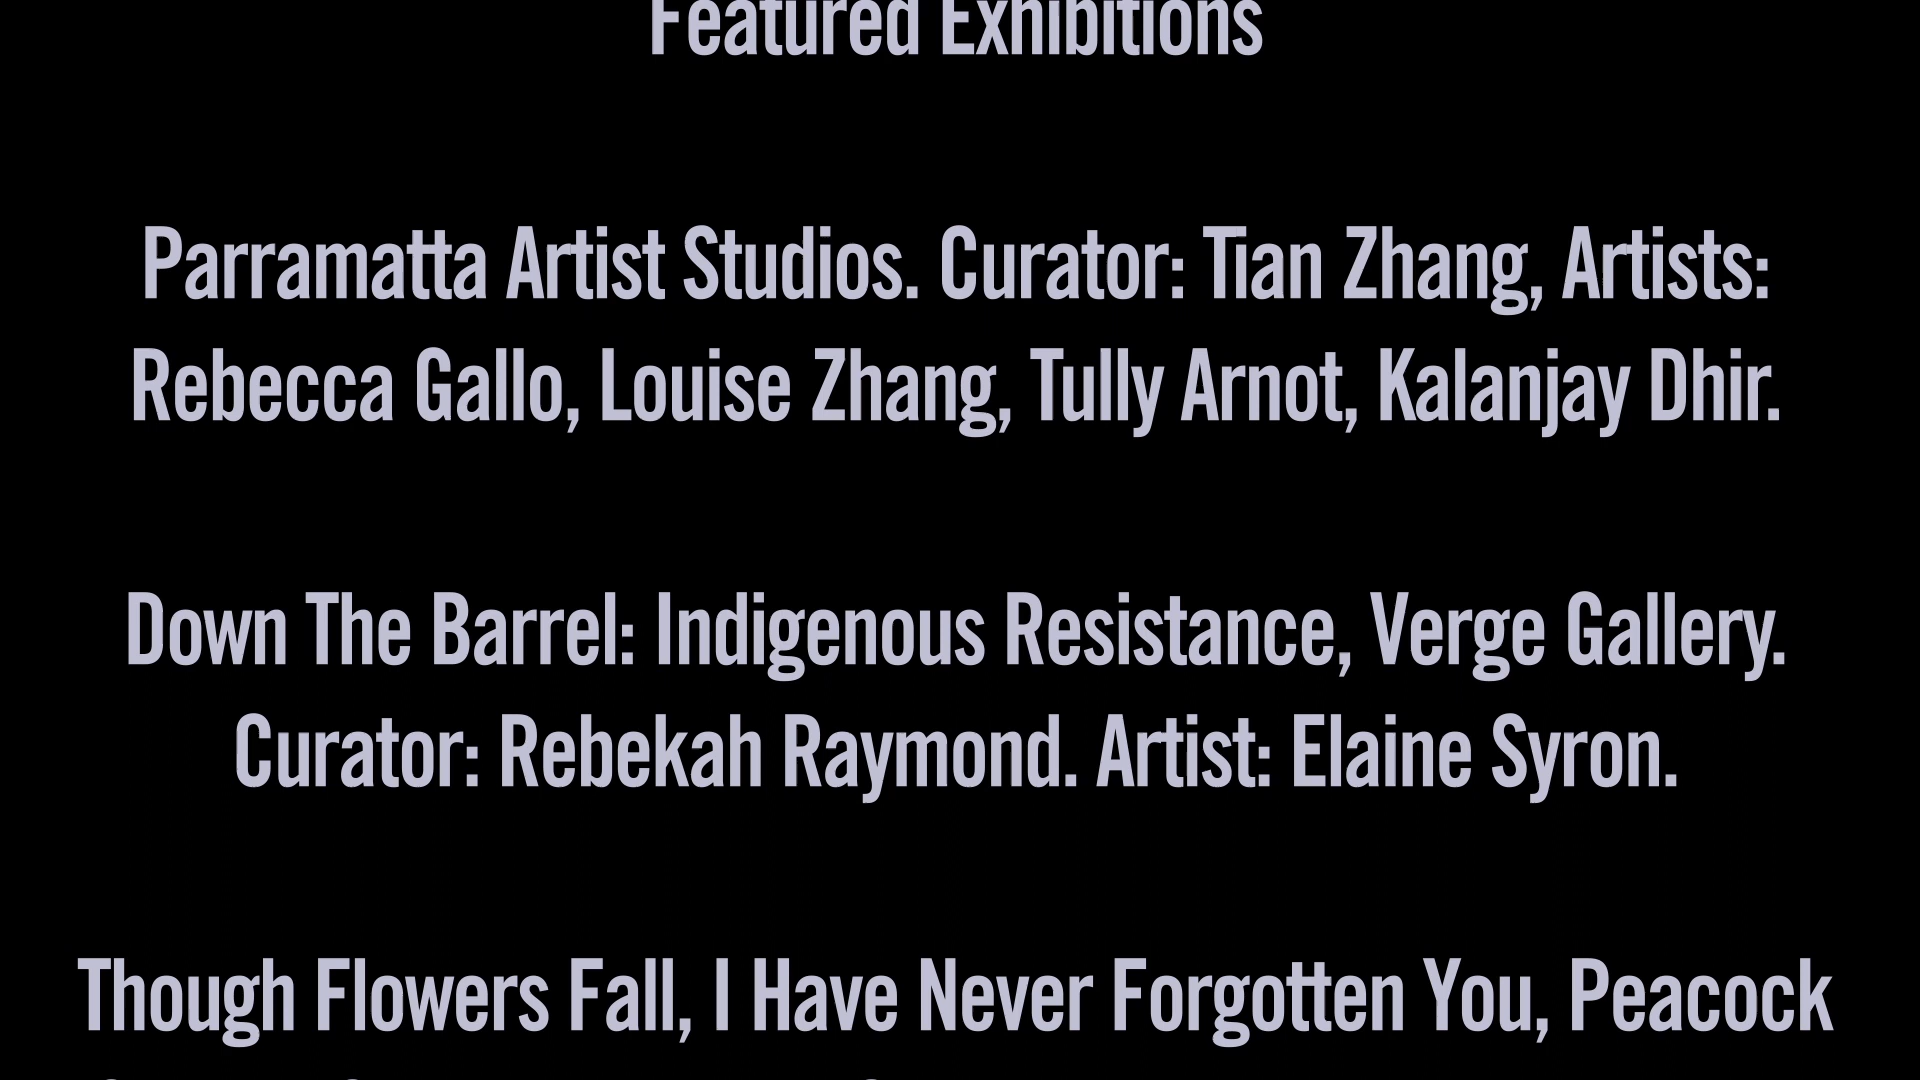 Featured Exhibitions
Parramatta Artist Studios. Curator: Tian Zhang, Artists:
Rebecca Gallo, Louise Zhang, Tully Arnot, Kalanjay Dhir.
Down The Barrel: Indigenous Resistance, Verge Gallery.
Curator: Rebekah Raymond. Artist: Elaine Syron.
Though Flowers Fall, I Have Never Forgotten You, Peacock